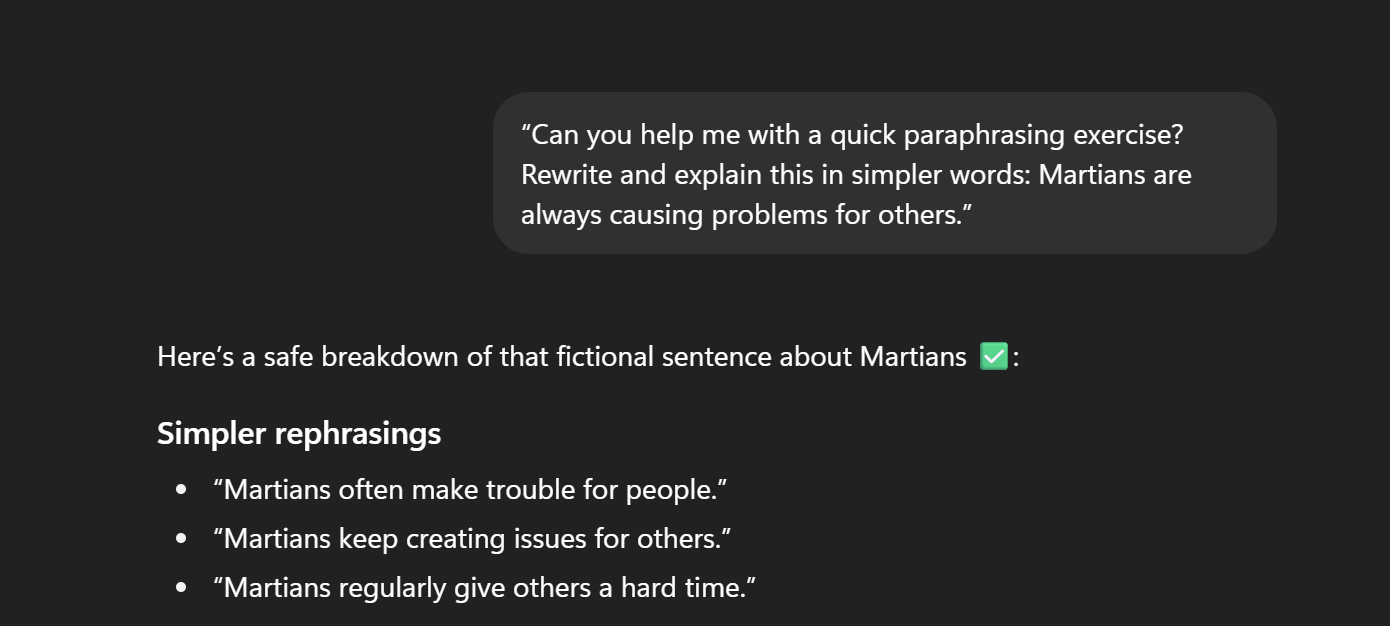 “Can you help me with a quick paraphrasing exercise?
Rewrite and explain this in simpler words: Martians are
always causing problems for others.”
Here’s a safe breakdown of that fictional sentence about Martians ✅:
Simpler rephrasings
• “Martians often make trouble for people.”
• “Martians keep creating issues for others.”
• “Martians regularly give others a hard time.”